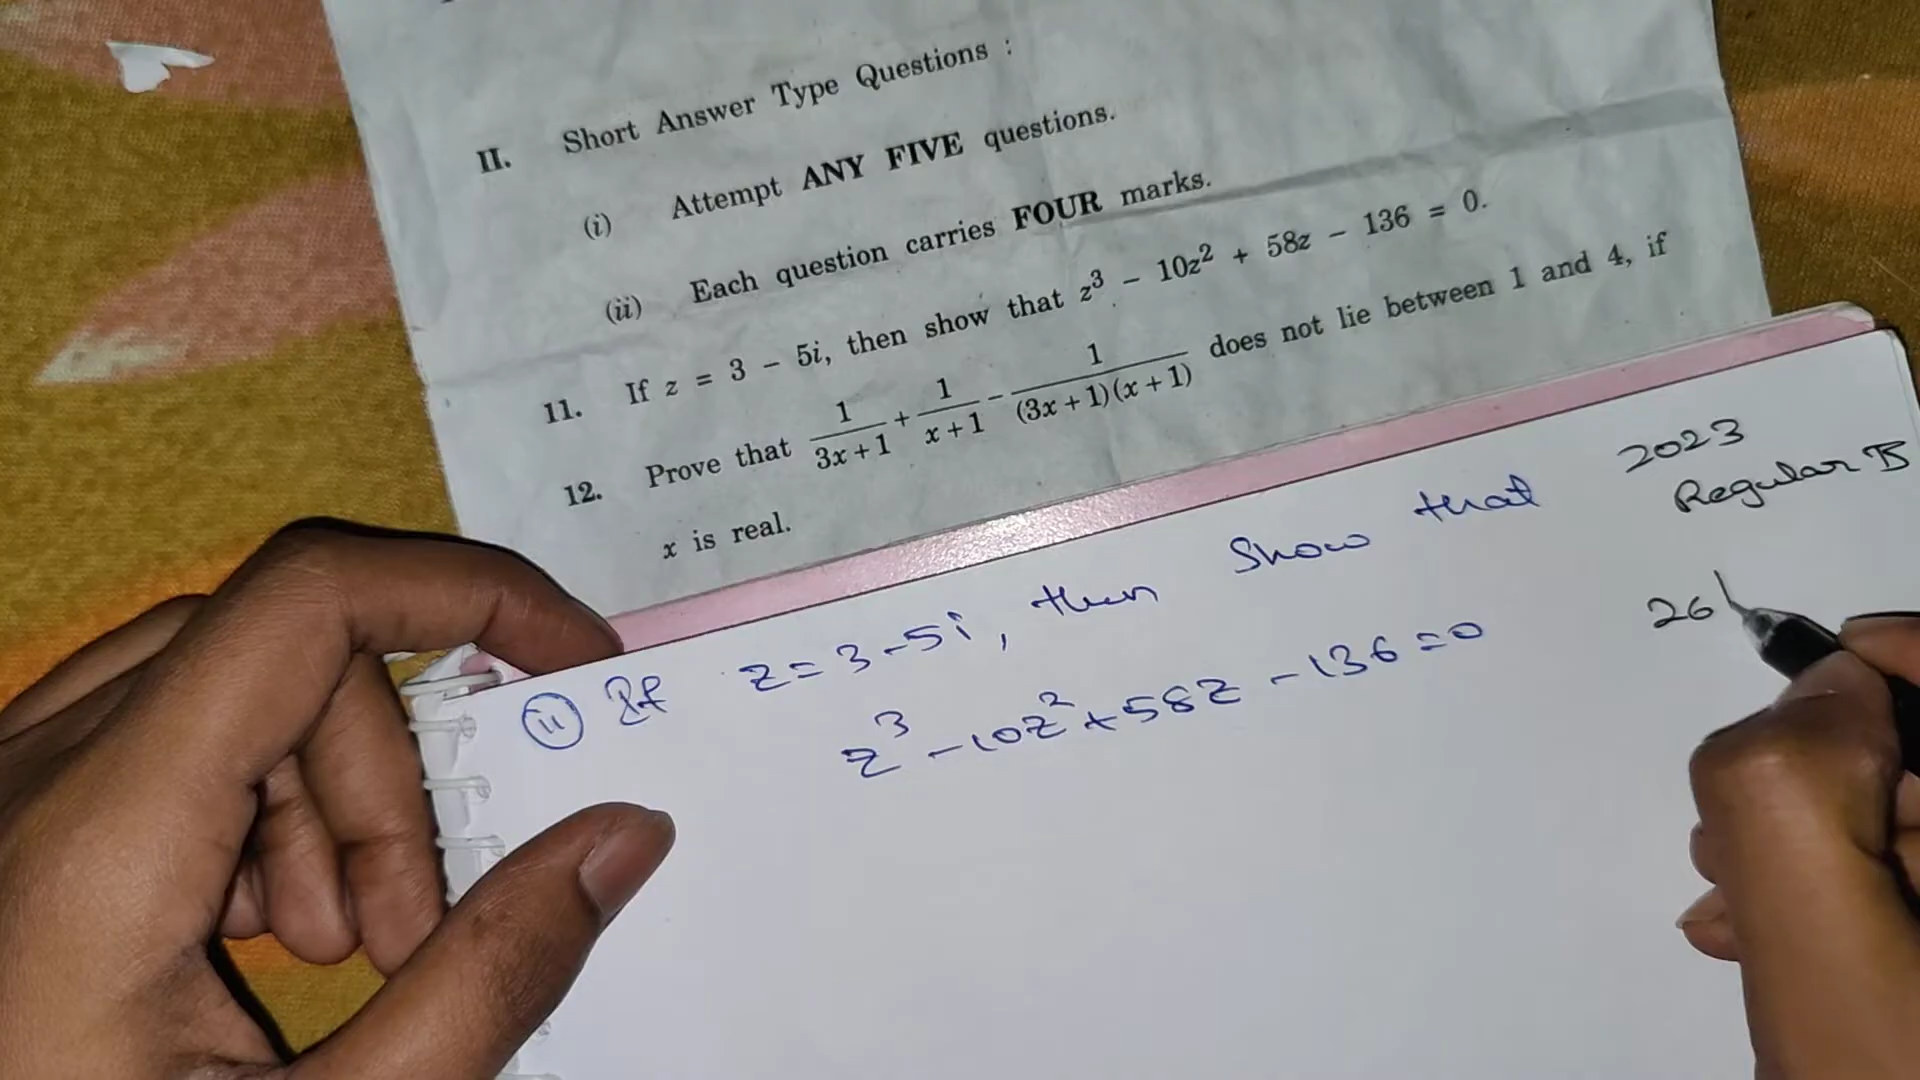 II. Short Answer Type Questions :
(i) Attempt ANY FIVE questions.
(ii) Each question carries FOUR marks.
11. If z = 3 – 5i, then show that z³ – 10z² + 58z – 136 = 0.
12. Prove that 1/(3x + 1) + 1/(x + 1) – 1/((3x + 1)(x + 1)) does not lie between 1 and 4, if
x is real.
2023
Regular B
11 If z = 3 - 5i, then Show that
z³ - 10z² + 58z - 136 = 0
26